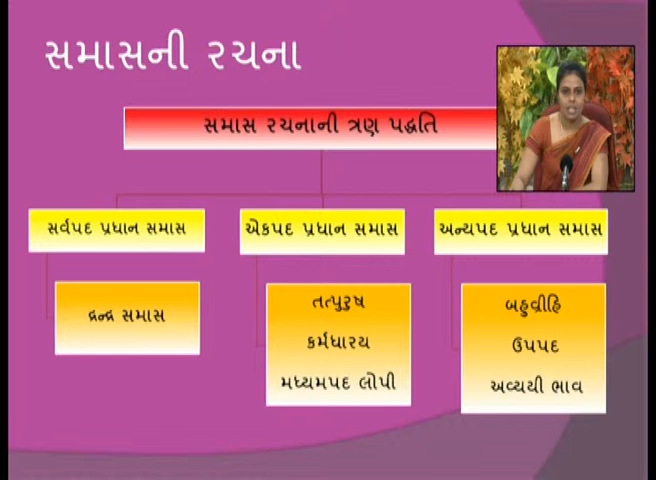 સમાસની રચના
સમાસ રચનાની ત્રણ પદ્ધતિ
સર્વપદ પ્રધાન સમાસ
એકપદ પ્રધાન સમાસ
અન્યપદ પ્રધાન સમાસ
દ્વન્દ્વ સમાસ
તત્પુરુષ
કર્મધારય
મધ્યમપદ લોપી
બહુવ્રીહિ
ઉપપદ
અવ્યયી ભાવ